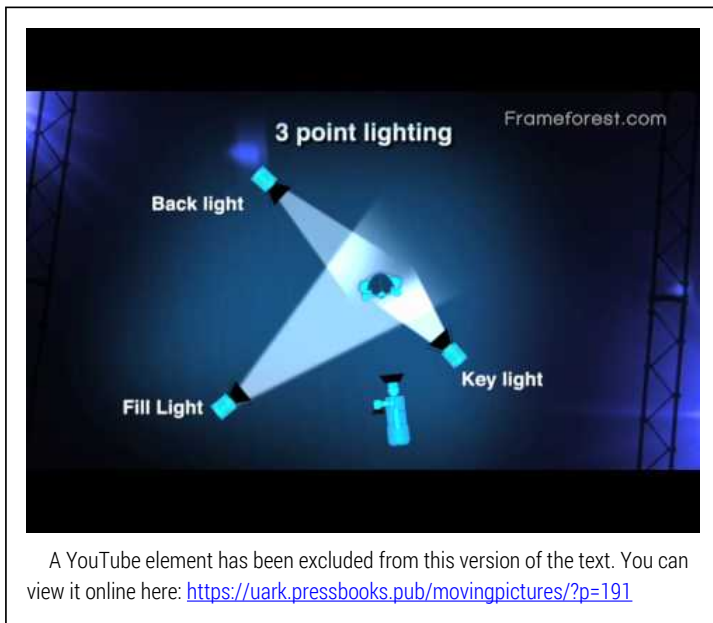 Frameforest.com
3 point lighting
Back light
Key light
Fill Light
A YouTube element has been excluded from this version of the text. You can
view it online here: https://uark.pressbooks.pub/movingpictures/?p=191